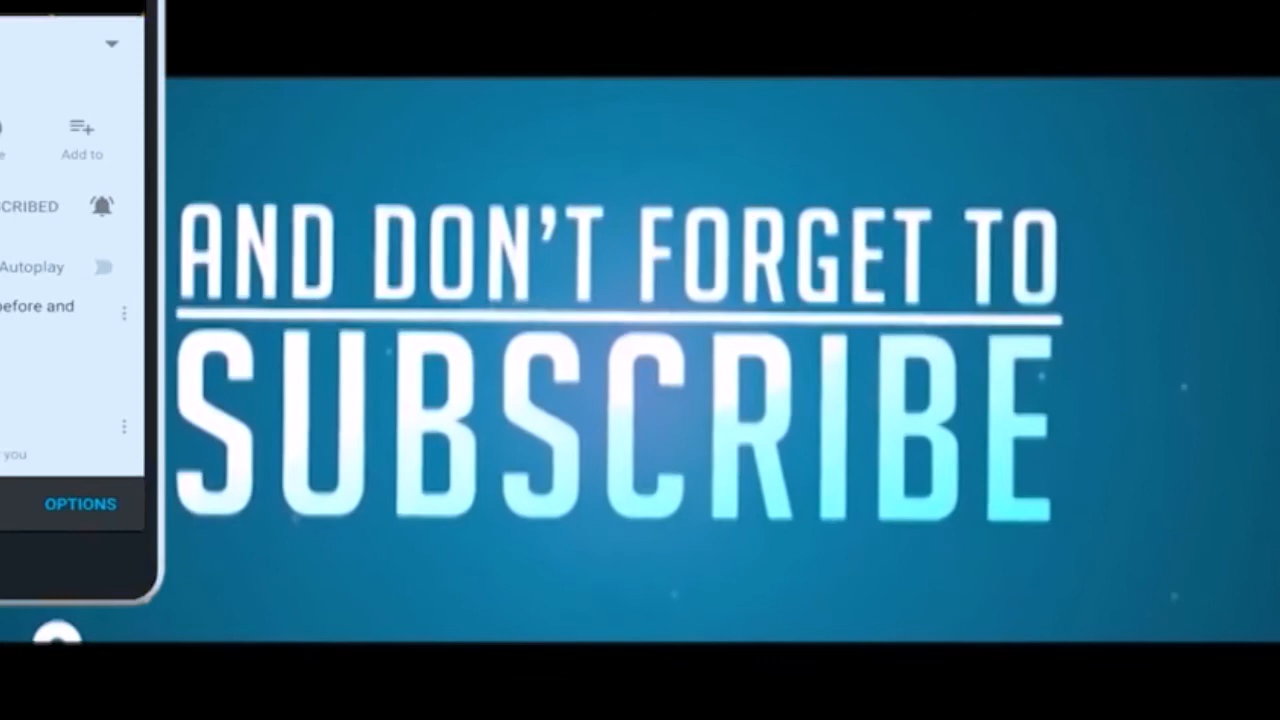 Add to
CRIBED
Autoplay
before and
you
OPTIONS
AND DON'T FORGET TO
SUBSCRIBE